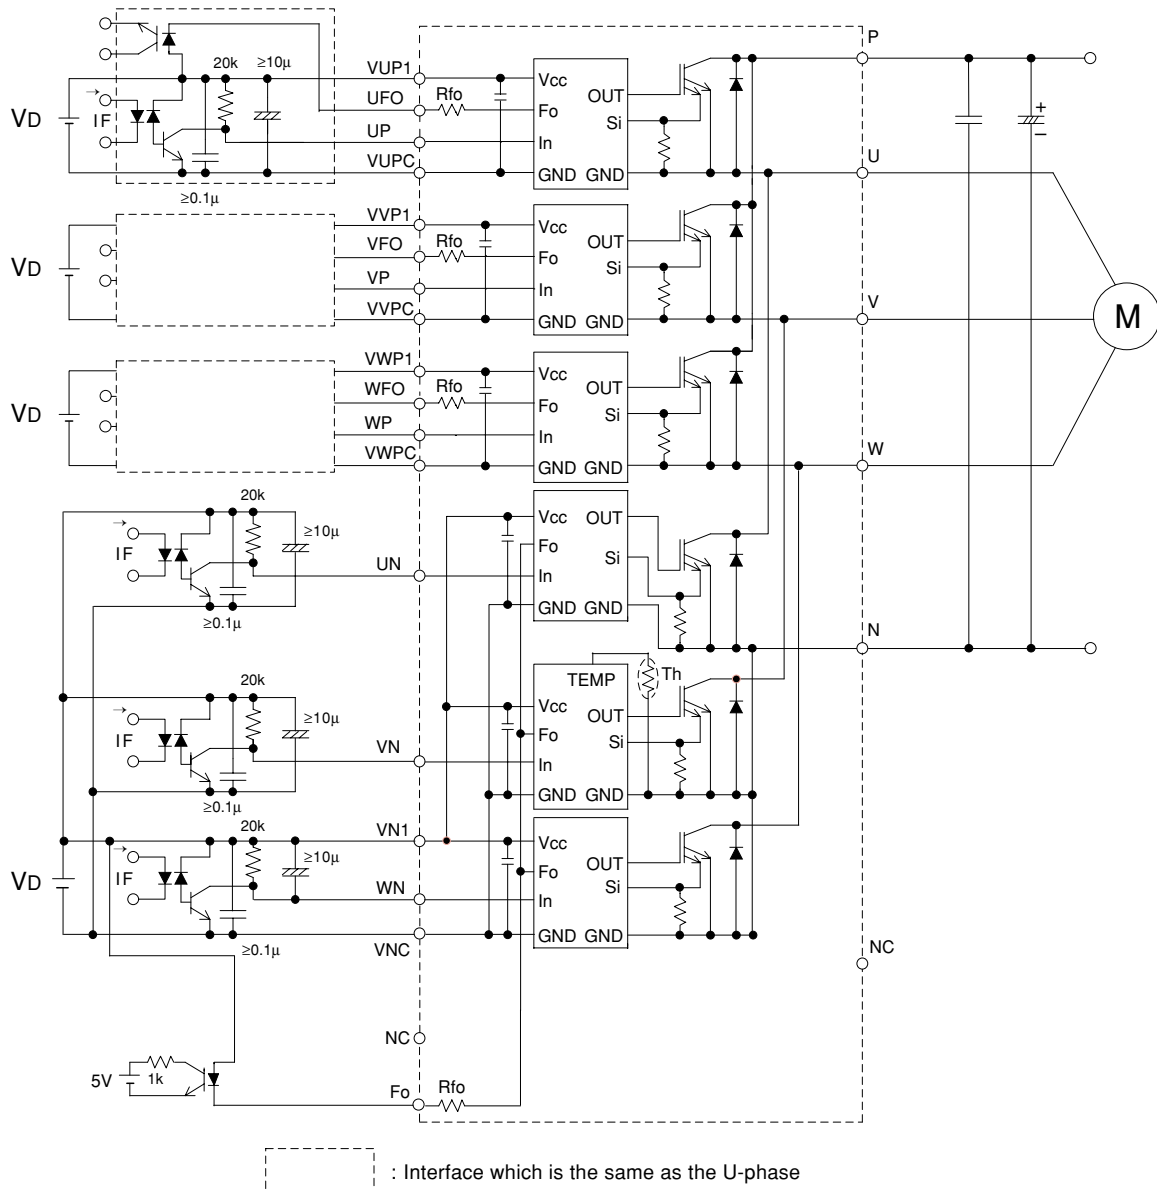 P
20k
≥10µ
VUP1
Vcc
UFO
Rfo
OUT
Fo
+
VD
IF
UP
Si
In
–
U
VUPC
GND GND
≥0.1µ
VVP1
Vcc
VFO
Rfo
OUT
Fo
VD
Si
VP
In
V
VVPC
GND GND
M
VWP1
Vcc
WFO
Rfo
OUT
Fo
VD
Si
WP
In
W
VWPC
GND GND
20k
≥10µ
Vcc
OUT
IF
Fo
Si
UN
In
GND GND
≥0.1µ
N
20k
TEMP
Th
≥10µ
Vcc
OUT
IF
Fo
VN
Si
In
GND GND
≥0.1µ
20k
VN1
Vcc
≥10µ
OUT
VD
IF
Fo
WN
Si
In
GND GND
≥0.1µ
VNC
NC
NC
5V
1k
Fo
Rfo
: Interface which is the same as the U-phase